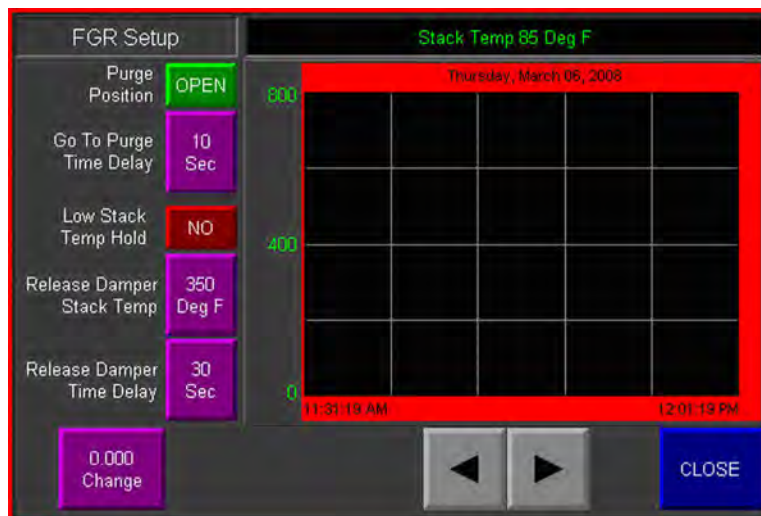 FGR Setup
Stack Temp 85 Deg F
Purge
Position
OPEN
Go To Purge
Time Delay
10
Sec
Low Stack
Temp Hold
NO
Release Damper
Stack Temp
350
Deg F
Release Damper
Time Delay
30
Sec
0.000
Change
Thursday, March 06, 2008
800
400
0
11:31:19 AM
12:01:19 PM
CLOSE